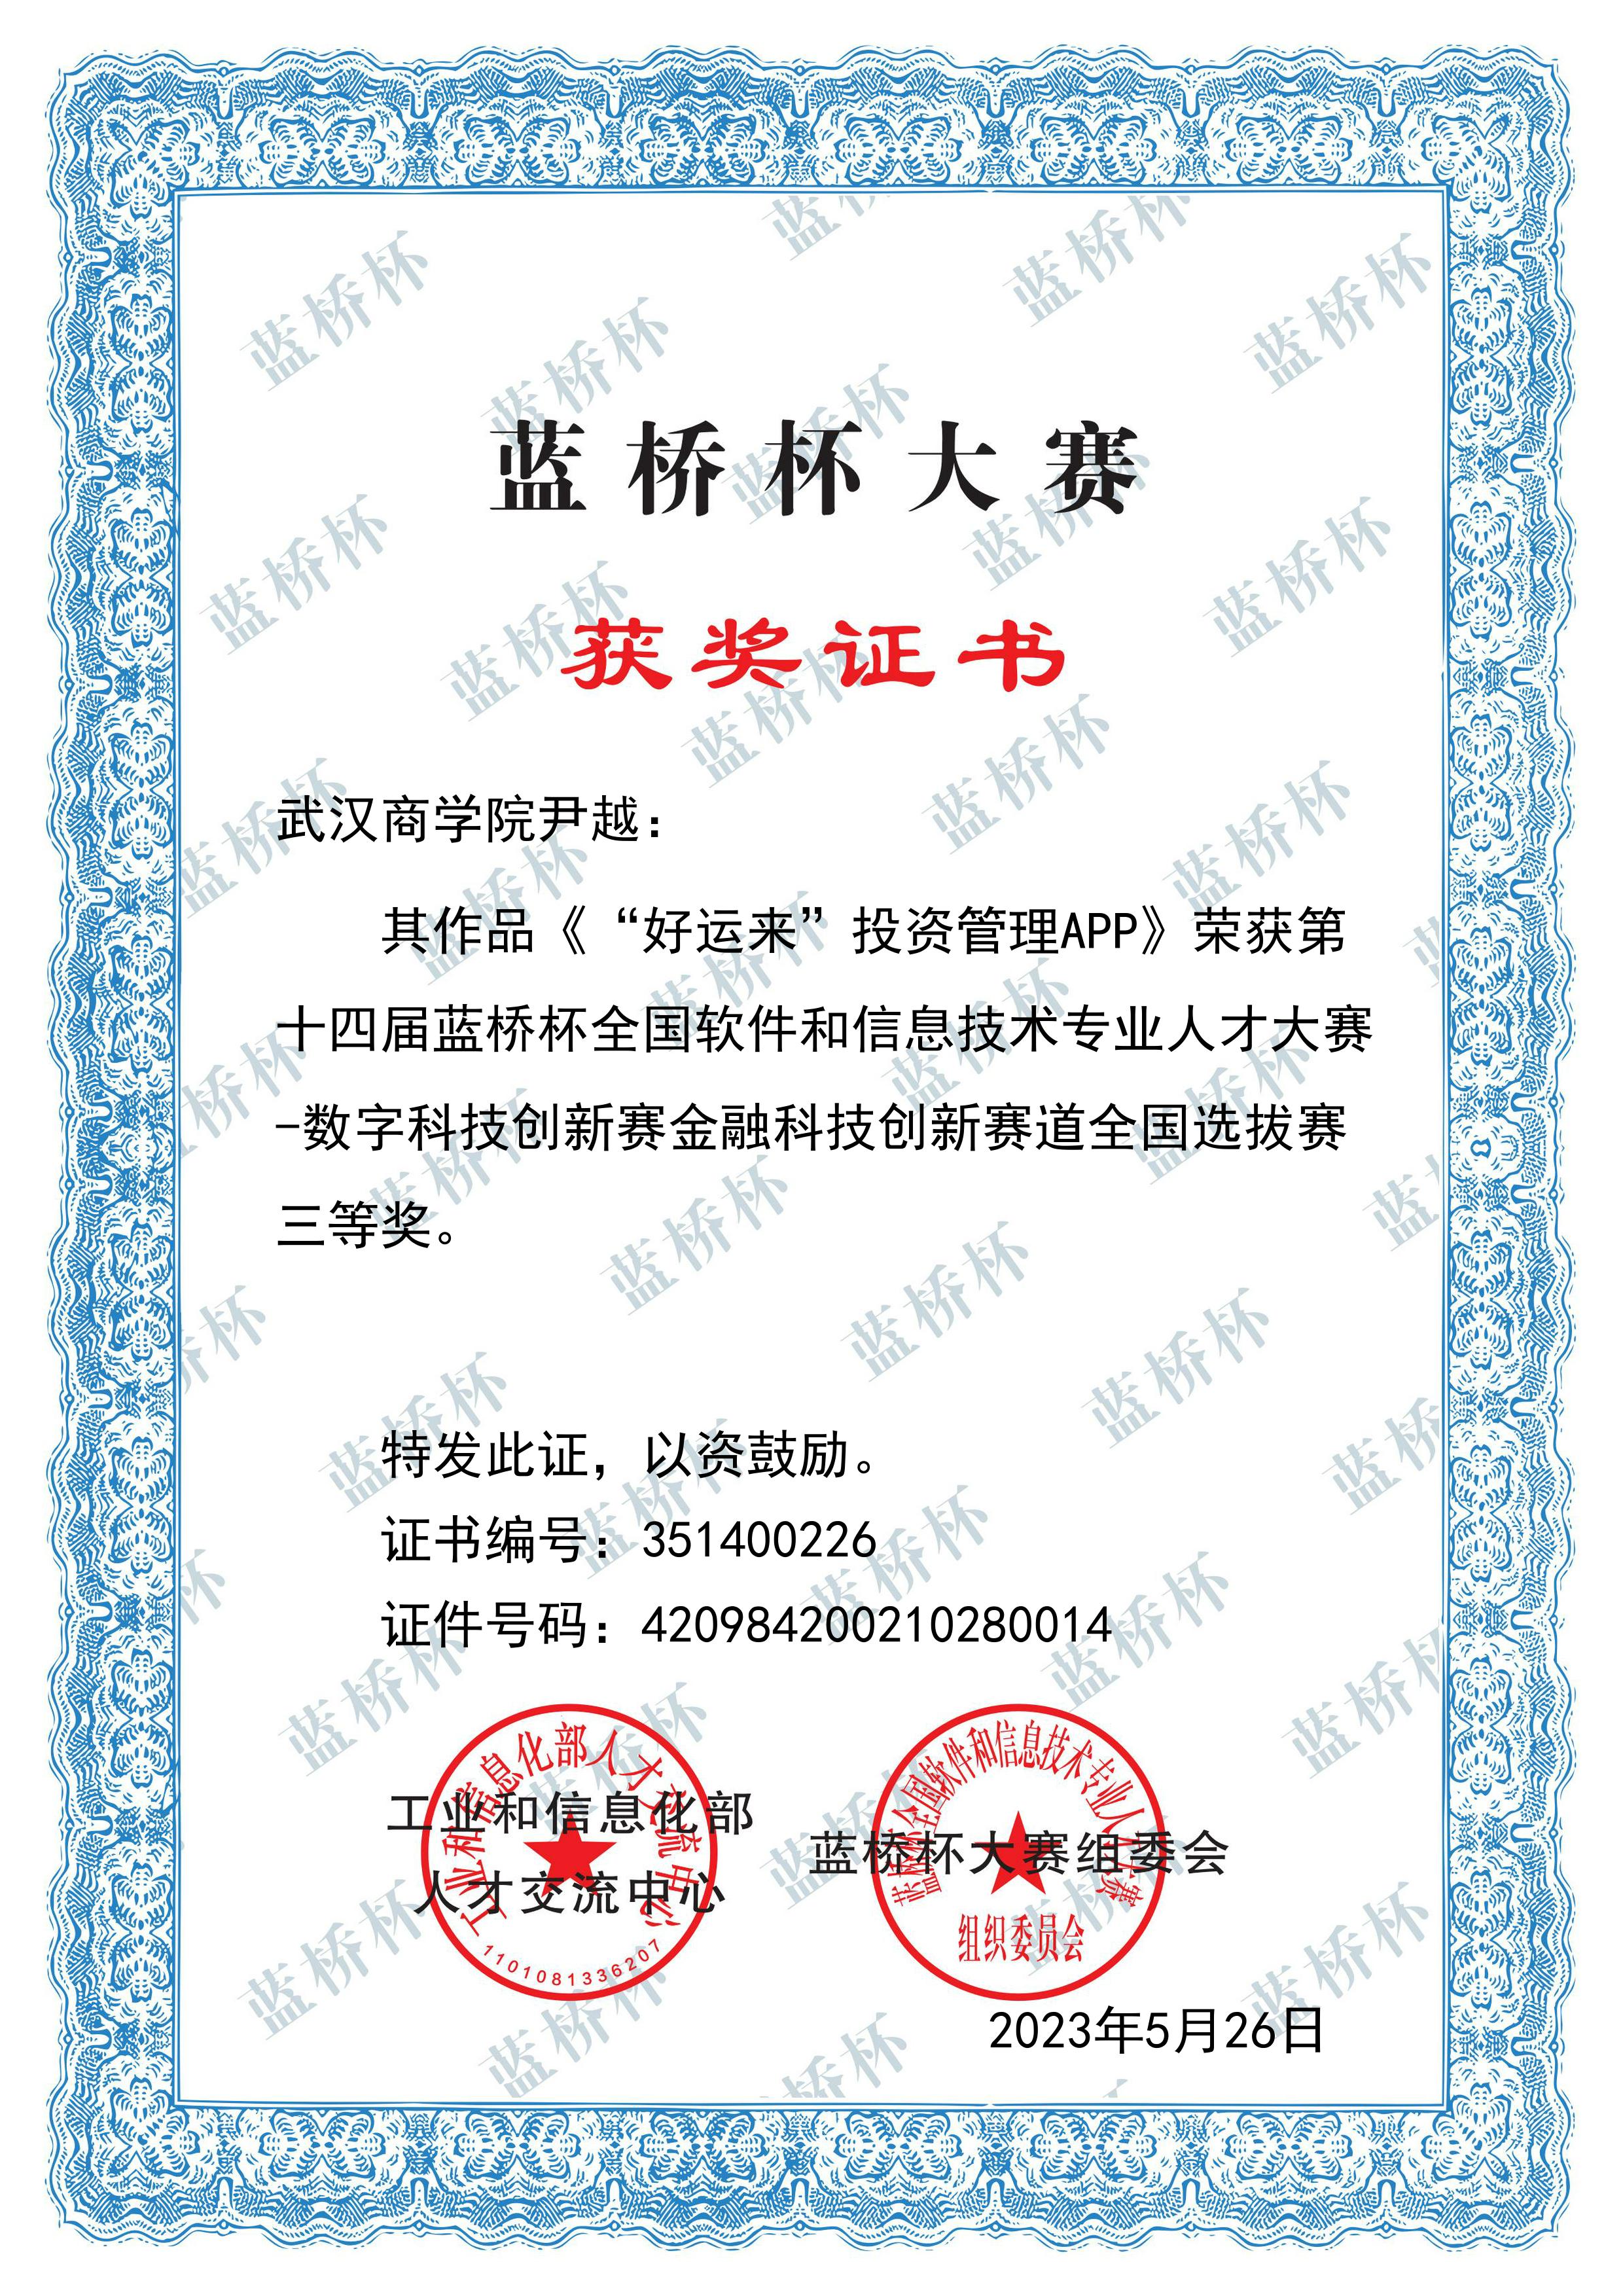 蓝桥杯大赛
获奖证书
武汉商学院尹越：
其作品《“好运来”投资管理APP》荣获第
十四届蓝桥杯全国软件和信息技术专业人才大赛
-数字科技创新赛金融科技创新赛道全国选拔赛
三等奖。
特发此证，以资鼓励。
证书编号：351400226
证件号码：420984200210280014
工业和信息化部人才交流中心
工业和信息化部
人才交流中心
1101081336207
蓝桥杯全国软件和信息技术专业人才大赛
蓝桥杯大赛组委会
组织委员会
2023年5月26日
蓝桥杯